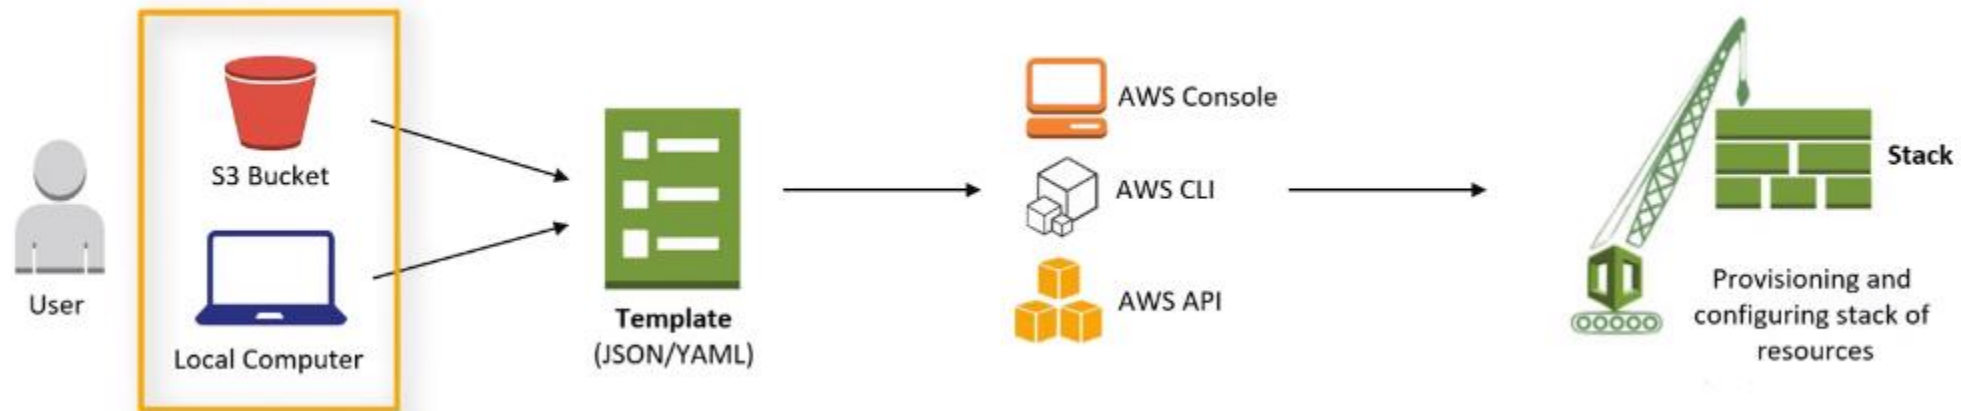 User
S3 Bucket
Local Computer
Template
(JSON/YAML)
AWS Console
AWS CLI
AWS API
Stack
Provisioning and
configuring stack of
resources